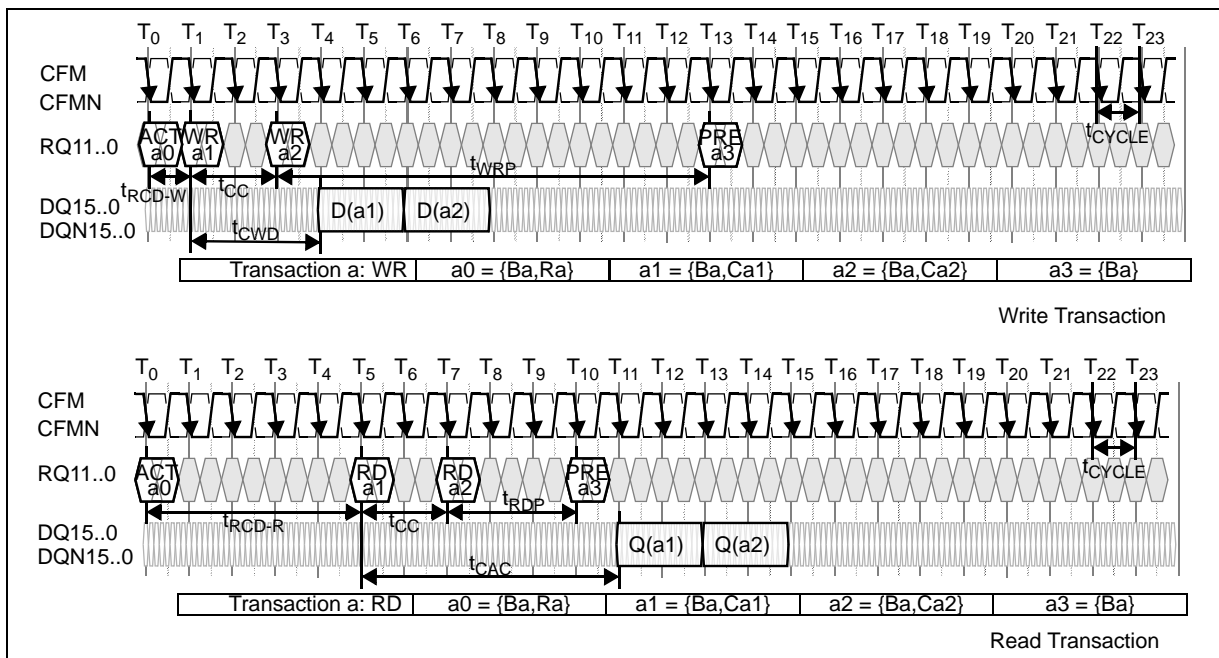 T0 T1 T2 T3 T4 T5 T6 T7 T8 T9 T10 T11 T12 T13 T14 T15 T16 T17 T18 T19 T20 T21 T22 T23
CFM
CFMN
RQ11..0
ACT a0
WR a1
WR a2
PRE a3
tCYCLE
tWRP
tRCD-W
tCC
DQ15..0
DQN15..0
D(a1)
D(a2)
tCWD
Transaction a: WR a0 = {Ba,Ra} a1 = {Ba,Ca1} a2 = {Ba,Ca2} a3 = {Ba}
Write Transaction
T0 T1 T2 T3 T4 T5 T6 T7 T8 T9 T10 T11 T12 T13 T14 T15 T16 T17 T18 T19 T20 T21 T22 T23
CFM
CFMN
RQ11..0
ACT a0
RD a1
RD a2
PRE a3
tCYCLE
tRCD-R
tCC
tRDP
DQ15..0
DQN15..0
Q(a1)
Q(a2)
tCAC
Transaction a: RD a0 = {Ba,Ra} a1 = {Ba,Ca1} a2 = {Ba,Ca2} a3 = {Ba}
Read Transaction